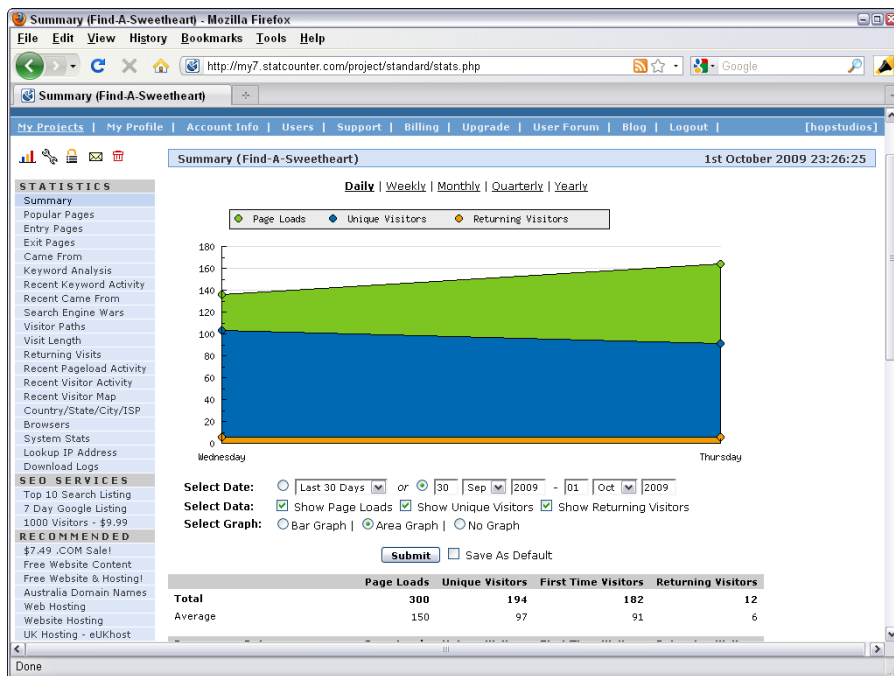 Summary (Find-A-Sweetheart) - Mozilla Firefox
File Edit View History Bookmarks Tools Help
http://my7.statcounter.com/project/standard/stats.php Google
Summary (Find-A-Sweetheart)
My Projects | My Profile | Account Info | Users | Support | Billing | Upgrade | User Forum | Blog | Logout | [hopstudios]
Summary (Find-A-Sweetheart) 1st October 2009 23:26:25
STATISTICS
Summary
Popular Pages
Entry Pages
Exit Pages
Came From
Keyword Analysis
Recent Keyword Activity
Recent Came From
Search Engine Wars
Visitor Paths
Visit Length
Returning Visits
Recent Pageload Activity
Recent Visitor Activity
Recent Visitor Map
Country/State/City/ISP
Browsers
System Stats
Lookup IP Address
Download Logs
SEO SERVICES
Top 10 Search Listing
7 Day Google Listing
1000 Visitors - $9.99
RECOMMENDED
$7.49 .COM Sale!
Free Website Content
Free Website & Hosting!
Australia Domain Names
Web Hosting
Website Hosting
UK Hosting - eUKhost
Daily | Weekly | Monthly | Quarterly | Yearly
Page Loads Unique Visitors Returning Visitors
180
160
140
120
100
80
60
40
20
0
Wednesday Thursday
Select Date: Last 30 Days or 30 Sep 2009 - 01 Oct 2009
Select Data: Show Page Loads Show Unique Visitors Show Returning Visitors
Select Graph: Bar Graph | Area Graph | No Graph
Submit Save As Default
Page Loads Unique Visitors First Time Visitors Returning Visitors
Total 300 194 182 12
Average 150 97 91 6
Done